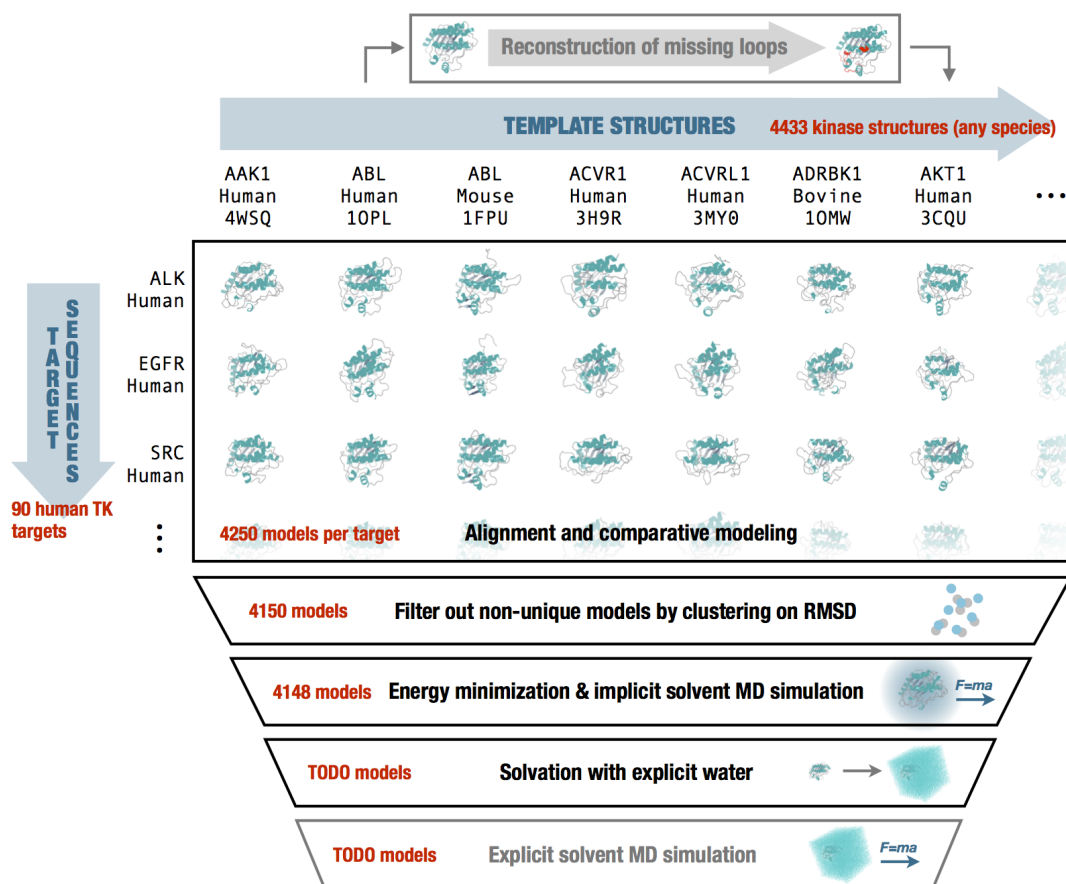 Reconstruction of missing loops
TEMPLATE STRUCTURES 4433 kinase structures (any species)
AAK1 ABL ABL ACVR1 ACVRL1 ADRBK1 AKT1
Human Human Mouse Human Human Bovine Human
4WSQ 1OPL 1FPU 3H9R 3MY0 1OMW 3CQU
...
ALK
Human
TARGET
SEQUENCES
EGFR
Human
SRC
Human
90 human TK
targets
4250 models per target Alignment and comparative modeling
4150 models Filter out non-unique models by clustering on RMSD
4148 models Energy minimization & implicit solvent MD simulation F=ma
TODO models Solvation with explicit water
TODO models Explicit solvent MD simulation F=ma